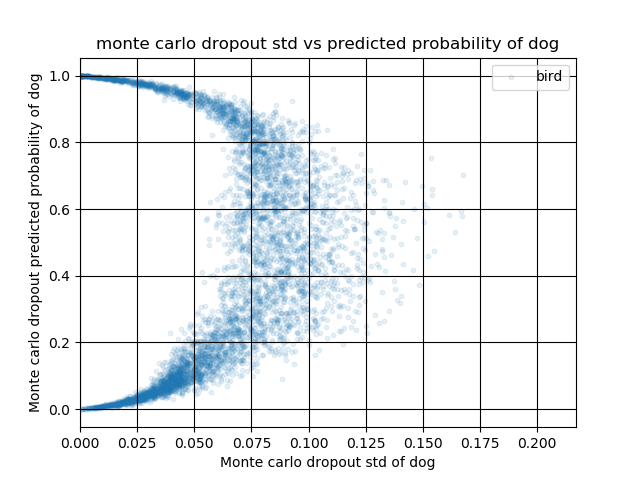 monte carlo dropout std vs predicted probability of dog
bird
Monte carlo dropout predicted probability of dog
1.0
0.8
0.6
0.4
0.2
0.0
0.000 0.025 0.050 0.075 0.100 0.125 0.150 0.175 0.200
Monte carlo dropout std of dog